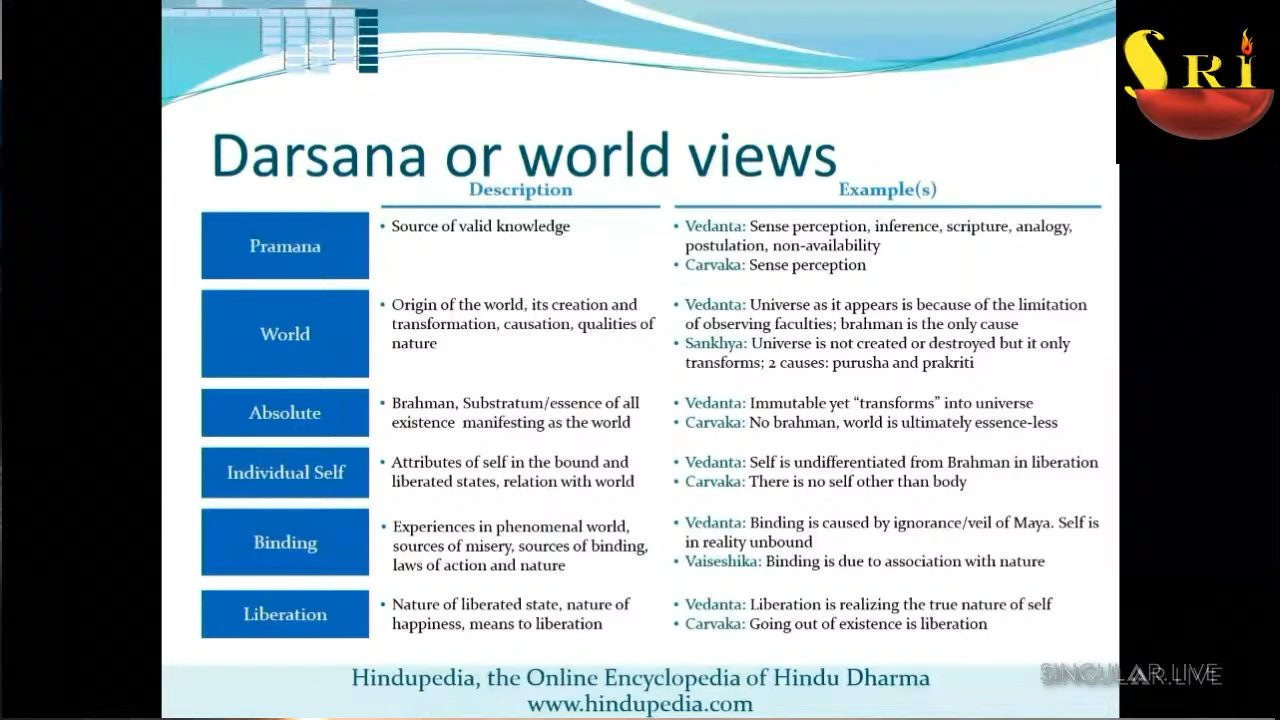 SRi
Darsana or world views
Description
Example(s)
Pramana
• Source of valid knowledge
• Vedanta: Sense perception, inference, scripture, analogy,
postulation, non-availability
• Carvaka: Sense perception
World
• Origin of the world, its creation and
transformation, causation, qualities of
nature
• Vedanta: Universe as it appears is because of the limitation
of observing faculties; brahman is the only cause
• Sankhya: Universe is not created or destroyed but it only
transforms; 2 causes: purusha and prakriti
Absolute
• Brahman, Substratum/essence of all
existence manifesting as the world
• Vedanta: Immutable yet “transforms” into universe
• Carvaka: No brahman, world is ultimately essence-less
Individual Self
• Attributes of self in the bound and
liberated states, relation with world
• Vedanta: Self is undifferentiated from Brahman in liberation
• Carvaka: There is no self other than body
Binding
• Experiences in phenomenal world,
sources of misery, sources of binding,
laws of action and nature
• Vedanta: Binding is caused by ignorance/veil of Maya. Self is
in reality unbound
• Vaiseshika: Binding is due to association with nature
Liberation
• Nature of liberated state, nature of
happiness, means to liberation
• Vedanta: Liberation is realizing the true nature of self
• Carvaka: Going out of existence is liberation
Hindupedia, the Online Encyclopedia of Hindu Dharma
www.hindupedia.com
SINGULAR.LIVE